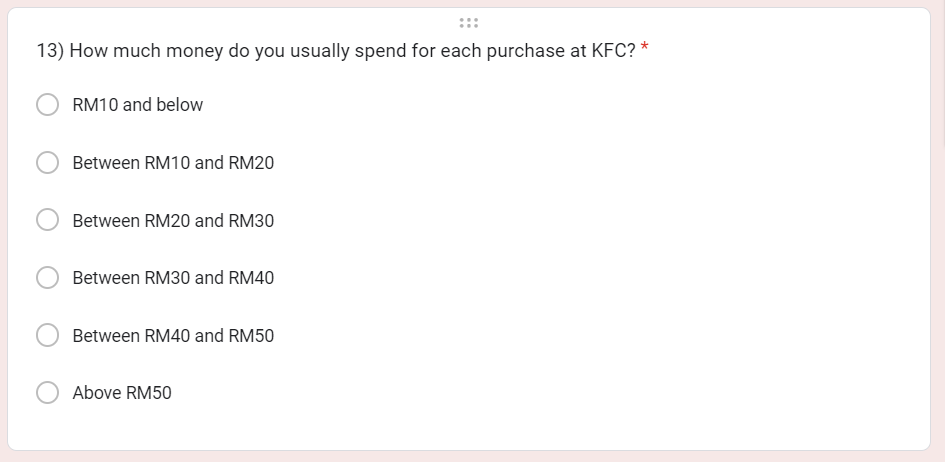 13) How much money do you usually spend for each purchase at KFC? *
RM10 and below
Between RM10 and RM20
Between RM20 and RM30
Between RM30 and RM40
Between RM40 and RM50
Above RM50